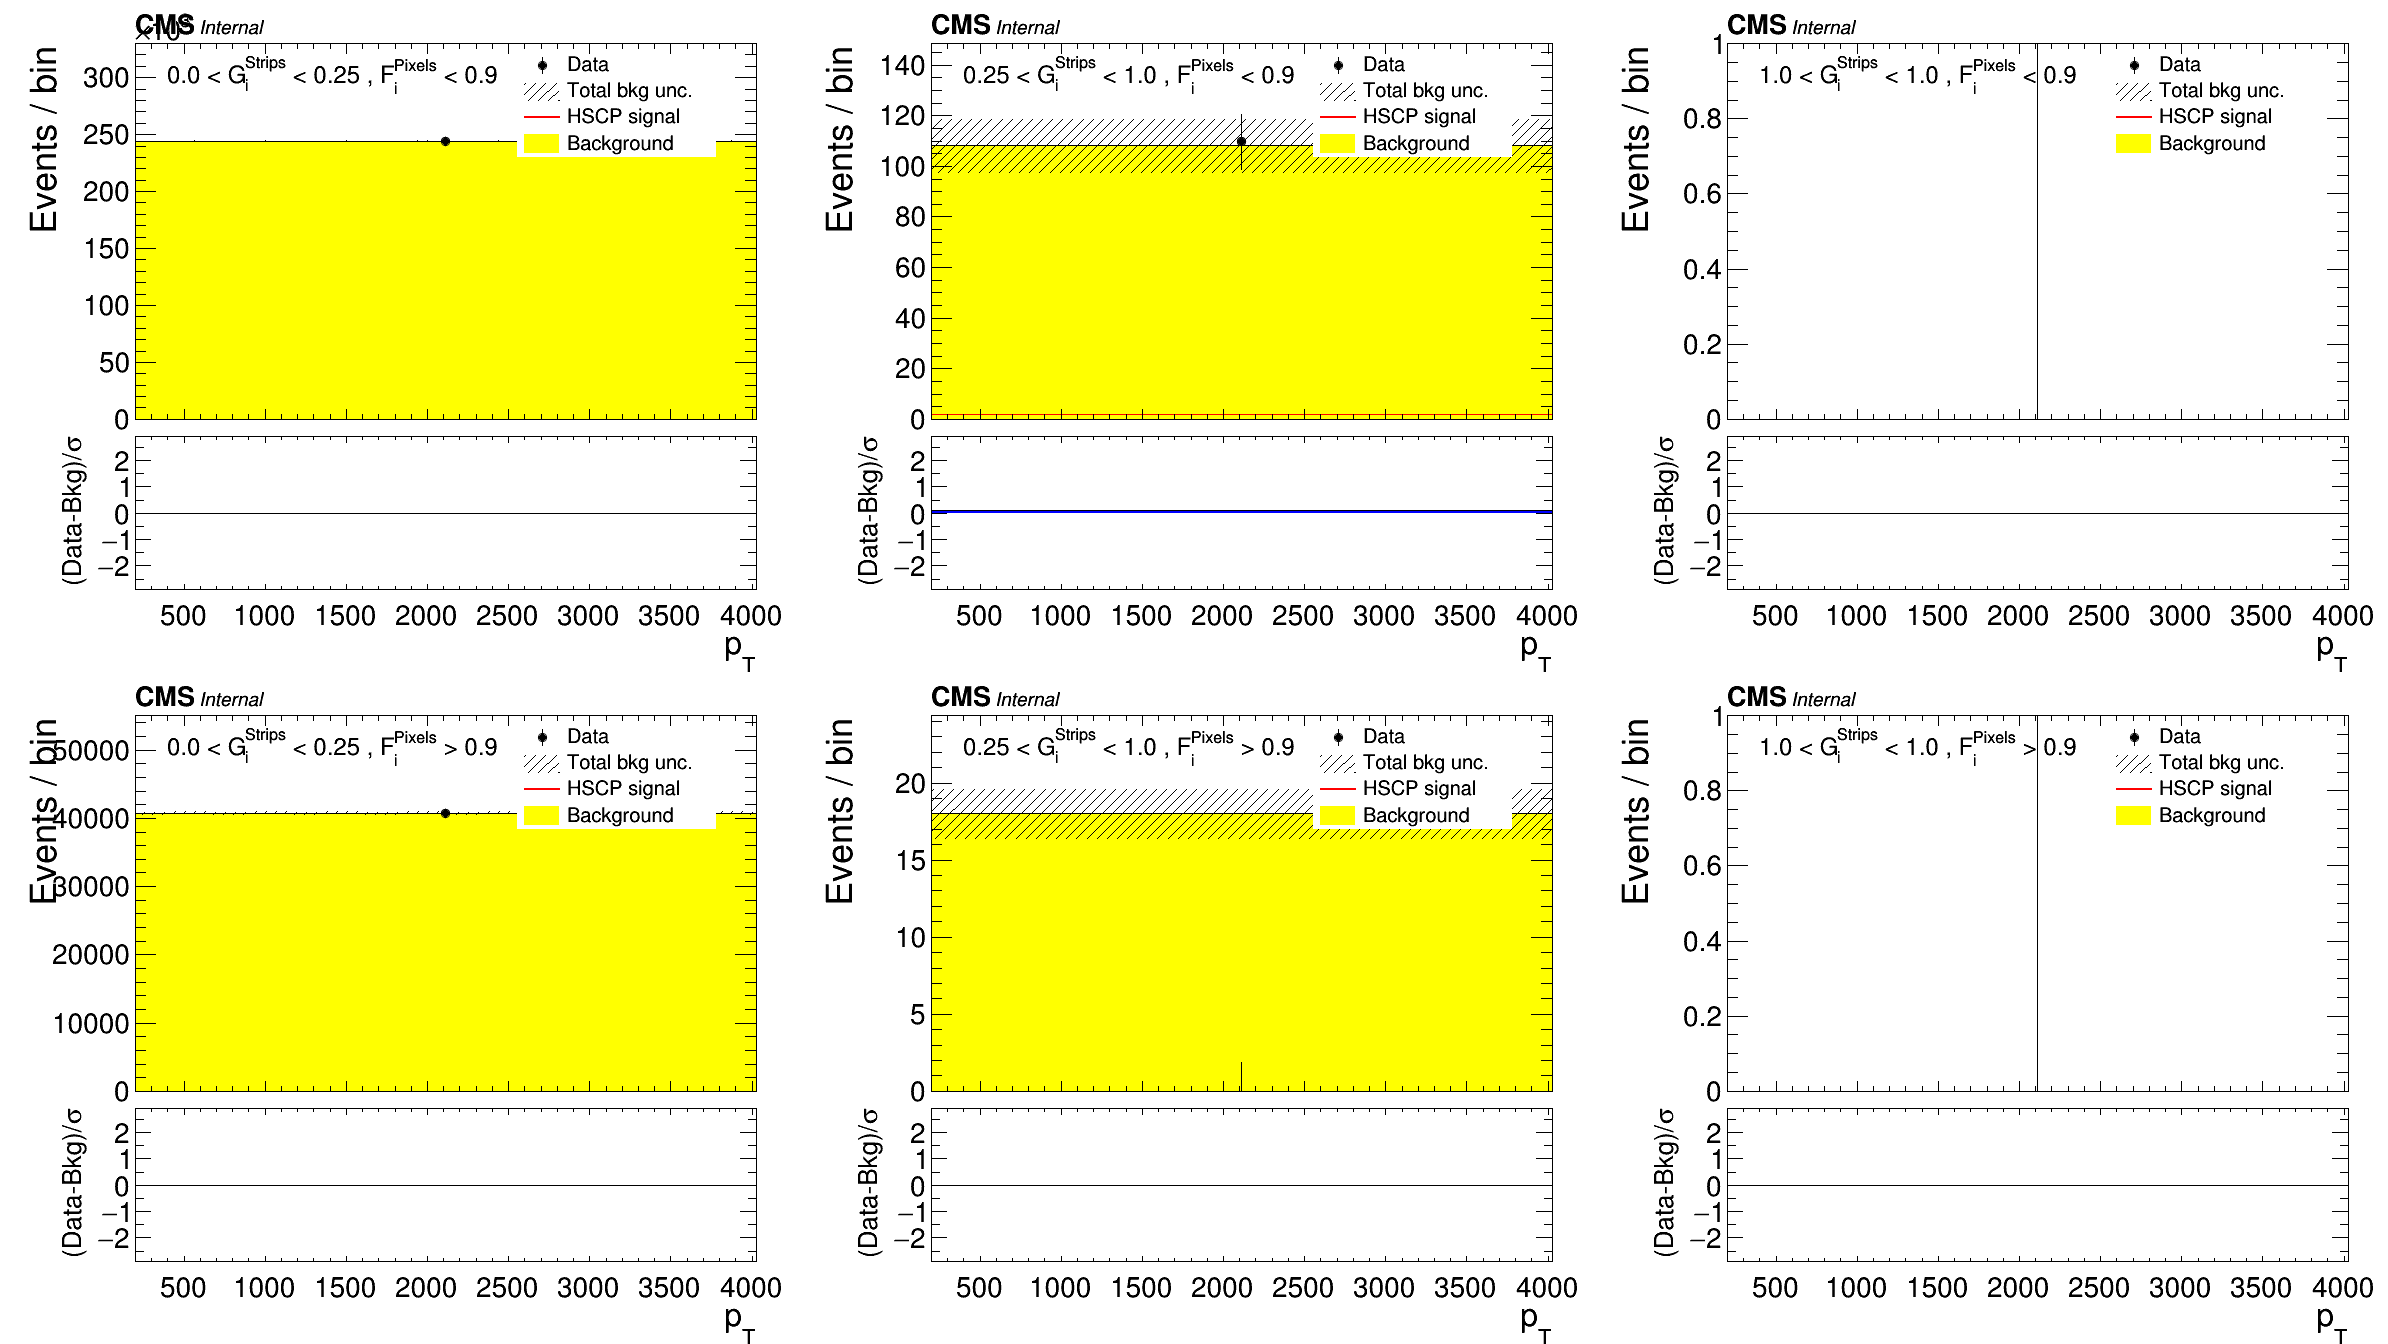 CMS Internal
×10³
Events / bin
0.0 < G_i^Strips < 0.25 , F_i^Pixels < 0.9
Data
Total bkg unc.
HSCP signal
Background
300
250
200
150
100
50
0
(Data-Bkg)/σ
2
1
0
−1
−2
500 1000 1500 2000 2500 3000 3500 4000
p_T
CMS Internal
Events / bin
0.25 < G_i^Strips < 1.0 , F_i^Pixels < 0.9
Data
Total bkg unc.
HSCP signal
Background
140
120
100
80
60
40
20
0
(Data-Bkg)/σ
2
1
0
−1
−2
500 1000 1500 2000 2500 3000 3500 4000
p_T
CMS Internal
Events / bin
1.0 < G_i^Strips < 1.0 , F_i^Pixels < 0.9
Data
Total bkg unc.
HSCP signal
Background
1
0.8
0.6
0.4
0.2
0
(Data-Bkg)/σ
2
1
0
−1
−2
500 1000 1500 2000 2500 3000 3500 4000
p_T
CMS Internal
Events / bin
0.0 < G_i^Strips < 0.25 , F_i^Pixels > 0.9
Data
Total bkg unc.
HSCP signal
Background
50000
40000
30000
20000
10000
0
(Data-Bkg)/σ
2
1
0
−1
−2
500 1000 1500 2000 2500 3000 3500 4000
p_T
CMS Internal
Events / bin
0.25 < G_i^Strips < 1.0 , F_i^Pixels > 0.9
Data
Total bkg unc.
HSCP signal
Background
20
15
10
5
0
(Data-Bkg)/σ
2
1
0
−1
−2
500 1000 1500 2000 2500 3000 3500 4000
p_T
CMS Internal
Events / bin
1.0 < G_i^Strips < 1.0 , F_i^Pixels > 0.9
Data
Total bkg unc.
HSCP signal
Background
1
0.8
0.6
0.4
0.2
0
(Data-Bkg)/σ
2
1
0
−1
−2
500 1000 1500 2000 2500 3000 3500 4000
p_T